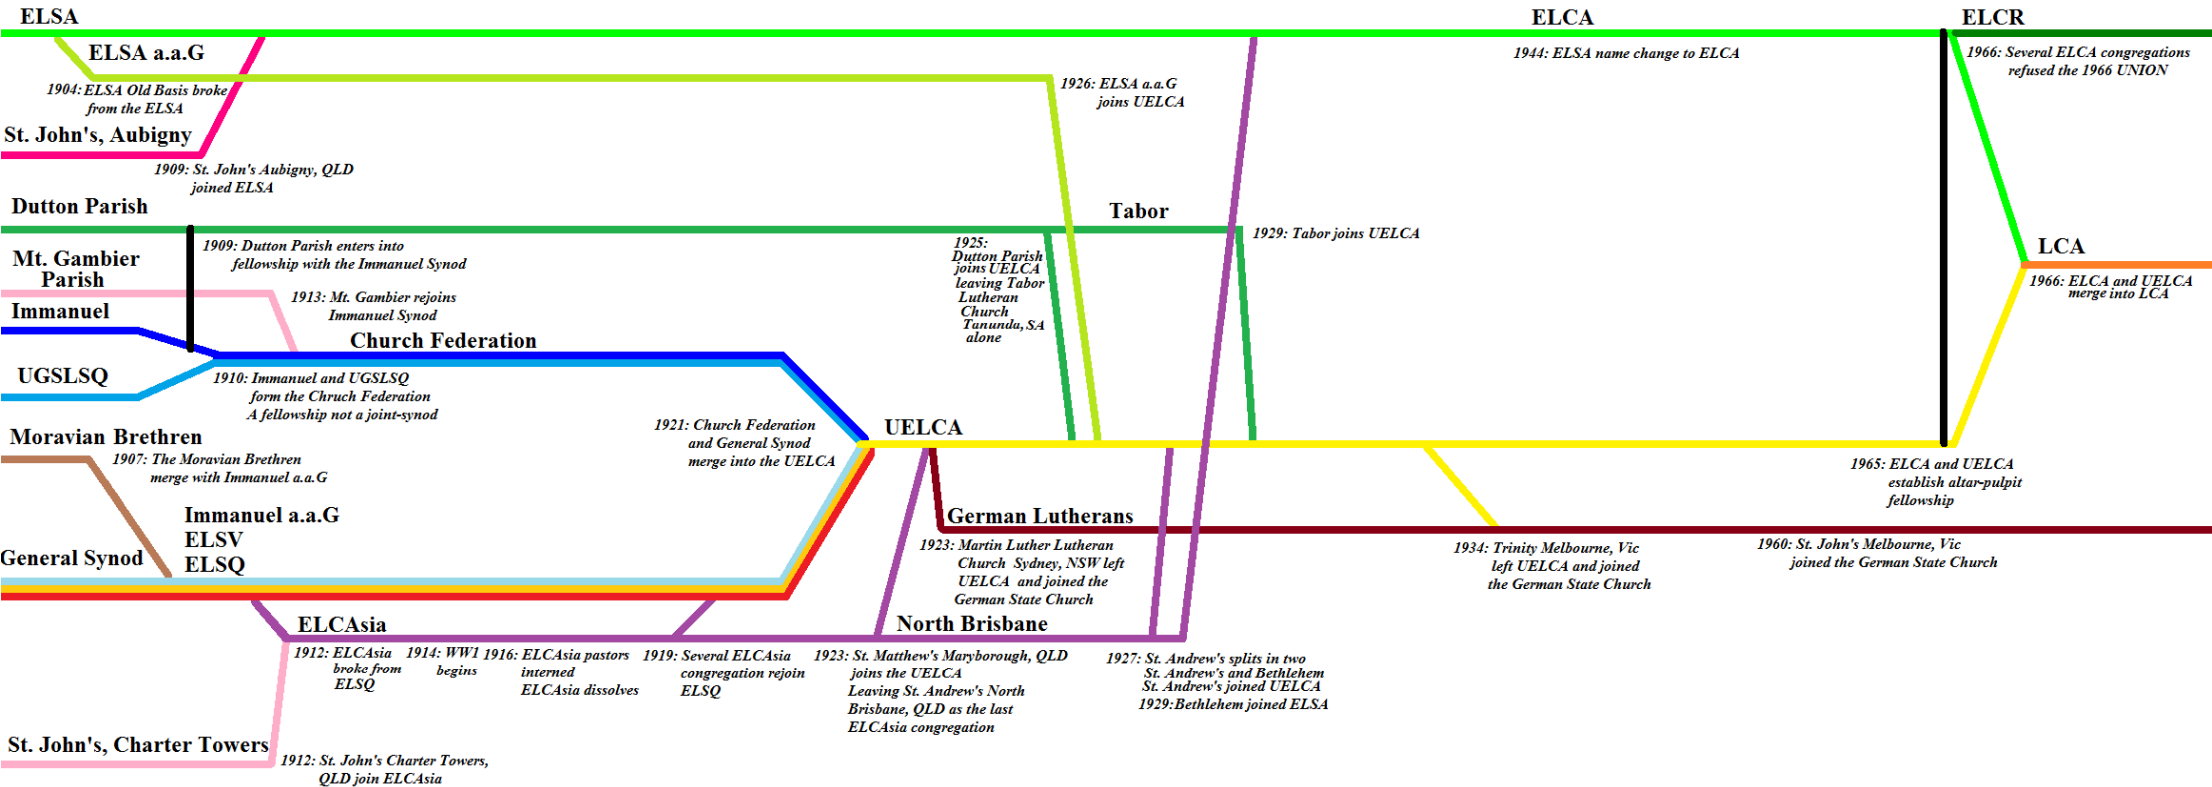 ELSA
ELCA
ELCR
ELSA a.a.G
1944: ELSA name change to ELCA
1966: Several ELCA congregations
refused the 1966 UNION
1904: ELSA Old Basis broke
from the ELSA
1926: ELSA a.a.G
joins UELCA
St. John's, Aubigny
1909: St. John's Aubigny, QLD
joined ELSA
Dutton Parish
Tabor
1909: Dutton Parish enters into
fellowship with the Immanuel Synod
1925:
Dutton Parish
joins UELCA
leaving Tabor
Lutheran
Church
Tanunda, SA
alone
1929: Tabor joins UELCA
LCA
1966: ELCA and UELCA
merge into LCA
Mt. Gambier
Parish
1913: Mt. Gambier rejoins
Immanuel Synod
Immanuel
Church Federation
UGSLSQ
1910: Immanuel and UGSLSQ
form the Chruch Federation
A fellowship not a joint-synod
1921: Church Federation
and General Synod
merge into the UELCA
UELCA
Moravian Brethren
1907: The Moravian Brethren
merge with Immanuel a.a.G
1965: ELCA and UELCA
establish altar-pulpit
fellowship
Immanuel a.a.G
ELSV
ELSQ
General Synod
German Lutherans
1923: Martin Luther Lutheran
Church Sydney, NSW left
UELCA and joined the
German State Church
1934: Trinity Melbourne, Vic
left UELCA and joined
the German State Church
1960: St. John's Melbourne, Vic
joined the German State Church
ELCAsia
North Brisbane
1912: ELCAsia
broke from
ELSQ
1914: WW1
begins
1916: ELCAsia pastors
interned
ELCAsia dissolves
1919: Several ELCAsia
congregation rejoin
ELSQ
1923: St. Matthew's Maryborough, QLD
joins the UELCA
Leaving St. Andrew's North
Brisbane, QLD as the last
ELCAsia congregation
1927: St. Andrew's splits in two
St. Andrew's and Bethlehem
St. Andrew's joined UELCA
1929:Bethlehem joined ELSA
St. John's, Charter Towers
1912: St. John's Charter Towers,
QLD join ELCAsia